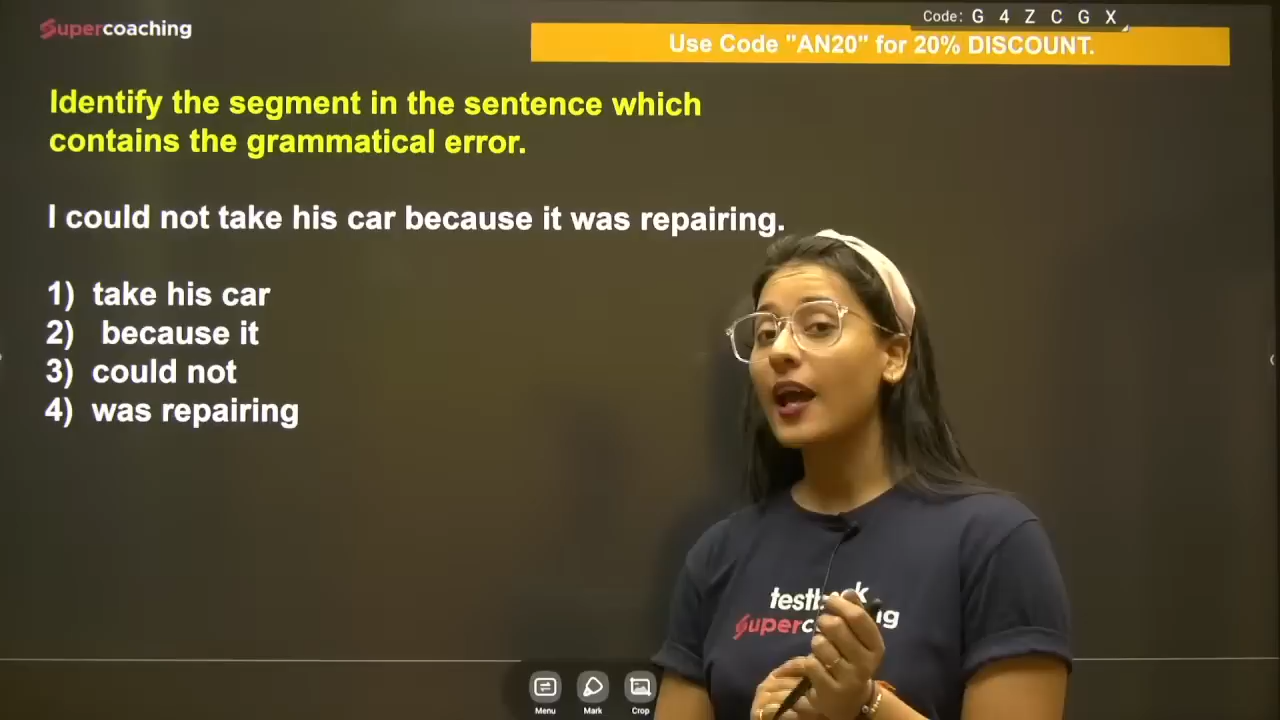 Supercoaching
Code: G 4 Z C G X
Use Code "AN20" for 20% DISCOUNT.
Identify the segment in the sentence which
contains the grammatical error.
I could not take his car because it was repairing.
1) take his car
2) because it
3) could not
4) was repairing
Menu
Mark
Crop